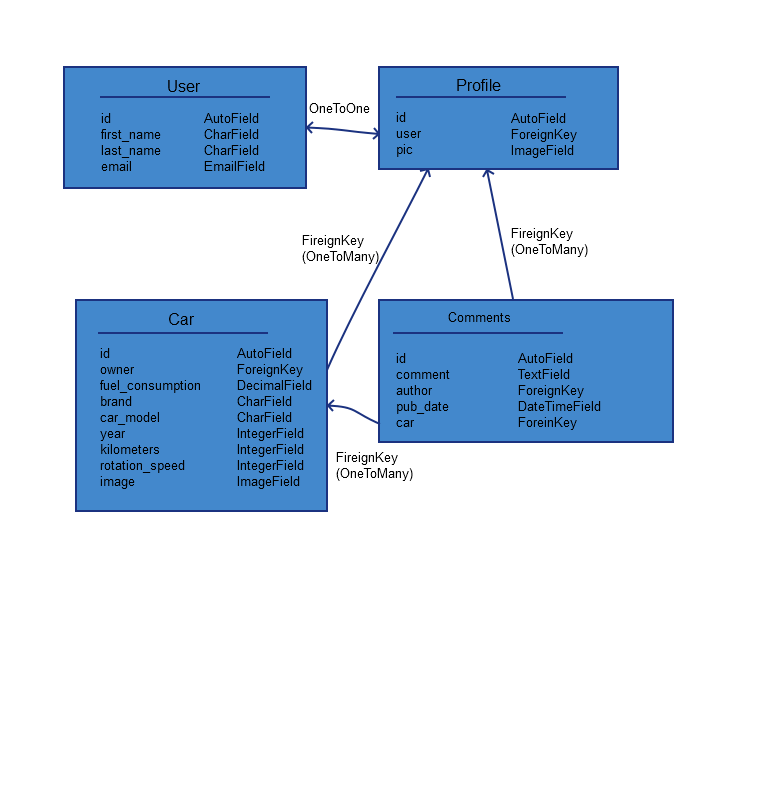 User
id AutoField
first_name CharField
last_name CharField
email EmailField
OneToOne
Profile
id AutoField
user ForeignKey
pic ImageField
FireignKey
(OneToMany)
FireignKey
(OneToMany)
Car
id AutoField
owner ForeignKey
fuel_consumption DecimalField
brand CharField
car_model CharField
year IntegerField
kilometers IntegerField
rotation_speed IntegerField
image ImageField
Comments
id AutoField
comment TextField
author ForeignKey
pub_date DateTimeField
car ForeinKey
FireignKey
(OneToMany)